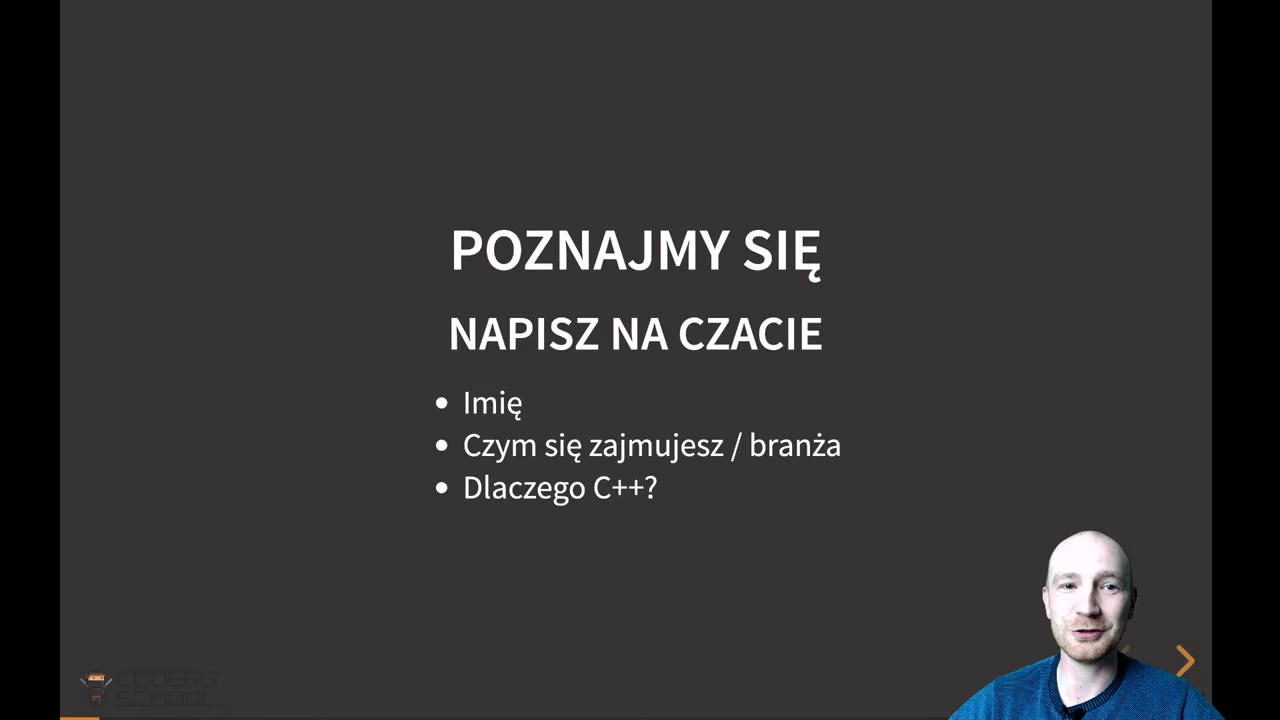 POZNAJMY SIĘ
NAPISZ NA CZACIE
Imię
Czym się zajmujesz / branża
Dlaczego C++?
CODERS
SCHOOL